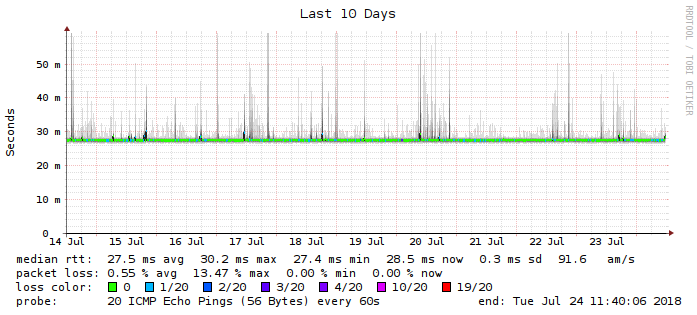 Last 10 Days
RRDTOOL / TOBI OETIKER
Seconds
50 m
40 m
30 m
20 m
10 m
0
14 Jul 15 Jul 16 Jul 17 Jul 18 Jul 19 Jul 20 Jul 21 Jul 22 Jul 23 Jul
median rtt: 27.5 ms avg 30.2 ms max 27.4 ms min 28.5 ms now 0.3 ms sd 91.6 am/s
packet loss: 0.55 % avg 13.47 % max 0.00 % min 0.00 % now
loss color: 0 1/20 2/20 3/20 4/20 10/20 19/20
probe: 20 ICMP Echo Pings (56 Bytes) every 60s end: Tue Jul 24 11:40:06 2018